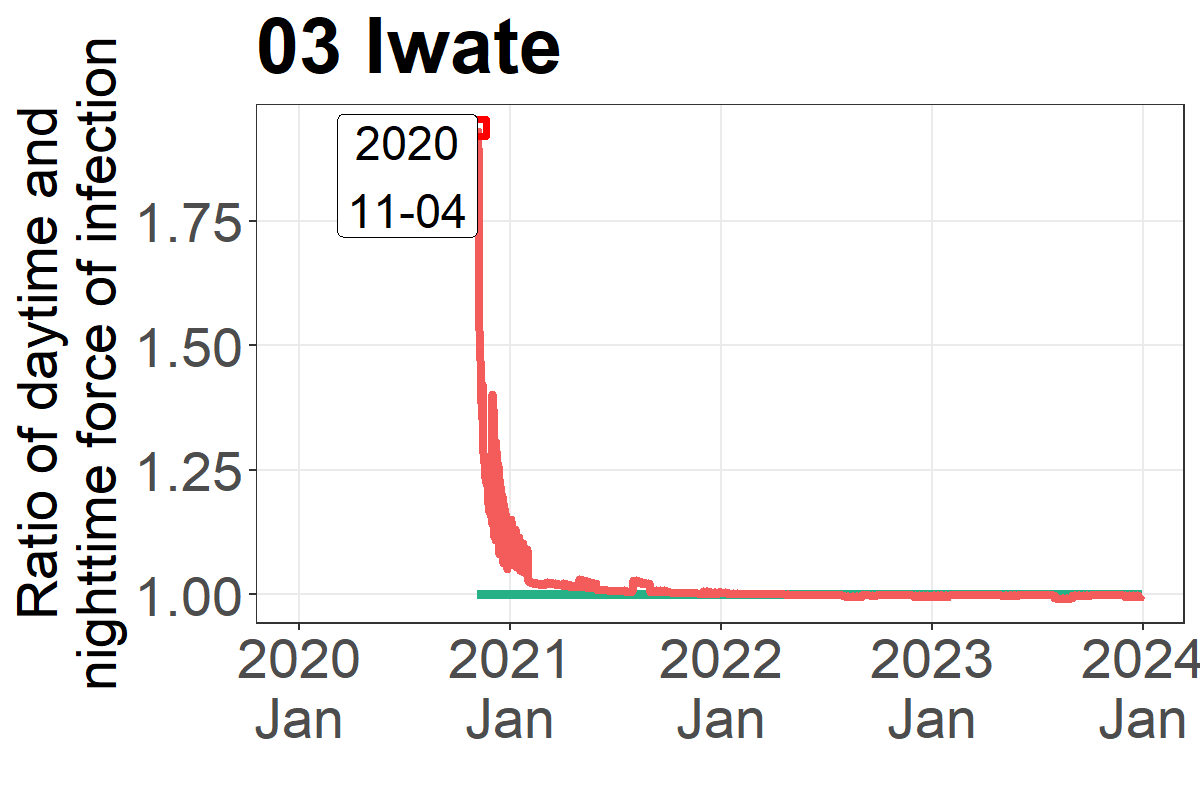 03 Iwate
Ratio of daytime and
nighttime force of infection
2020
11-04
1.75
1.50
1.25
1.00
2020 2021 2022 2023 2024
Jan Jan Jan Jan Jan